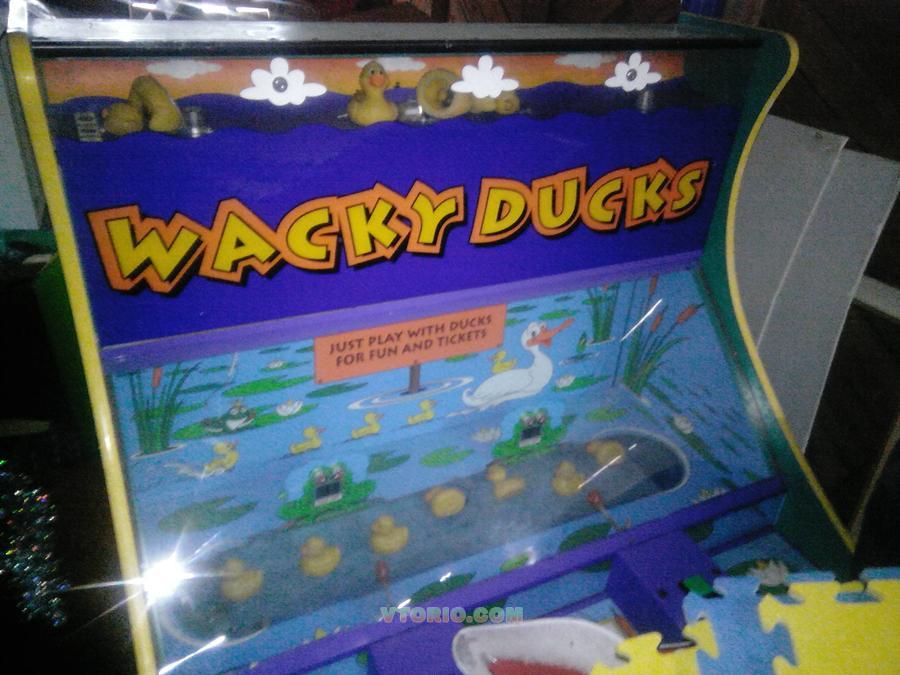 WACKY DUCKS
JUST PLAY WITH DUCKS
FOR FUN AND TICKETS
VTORIO.COM